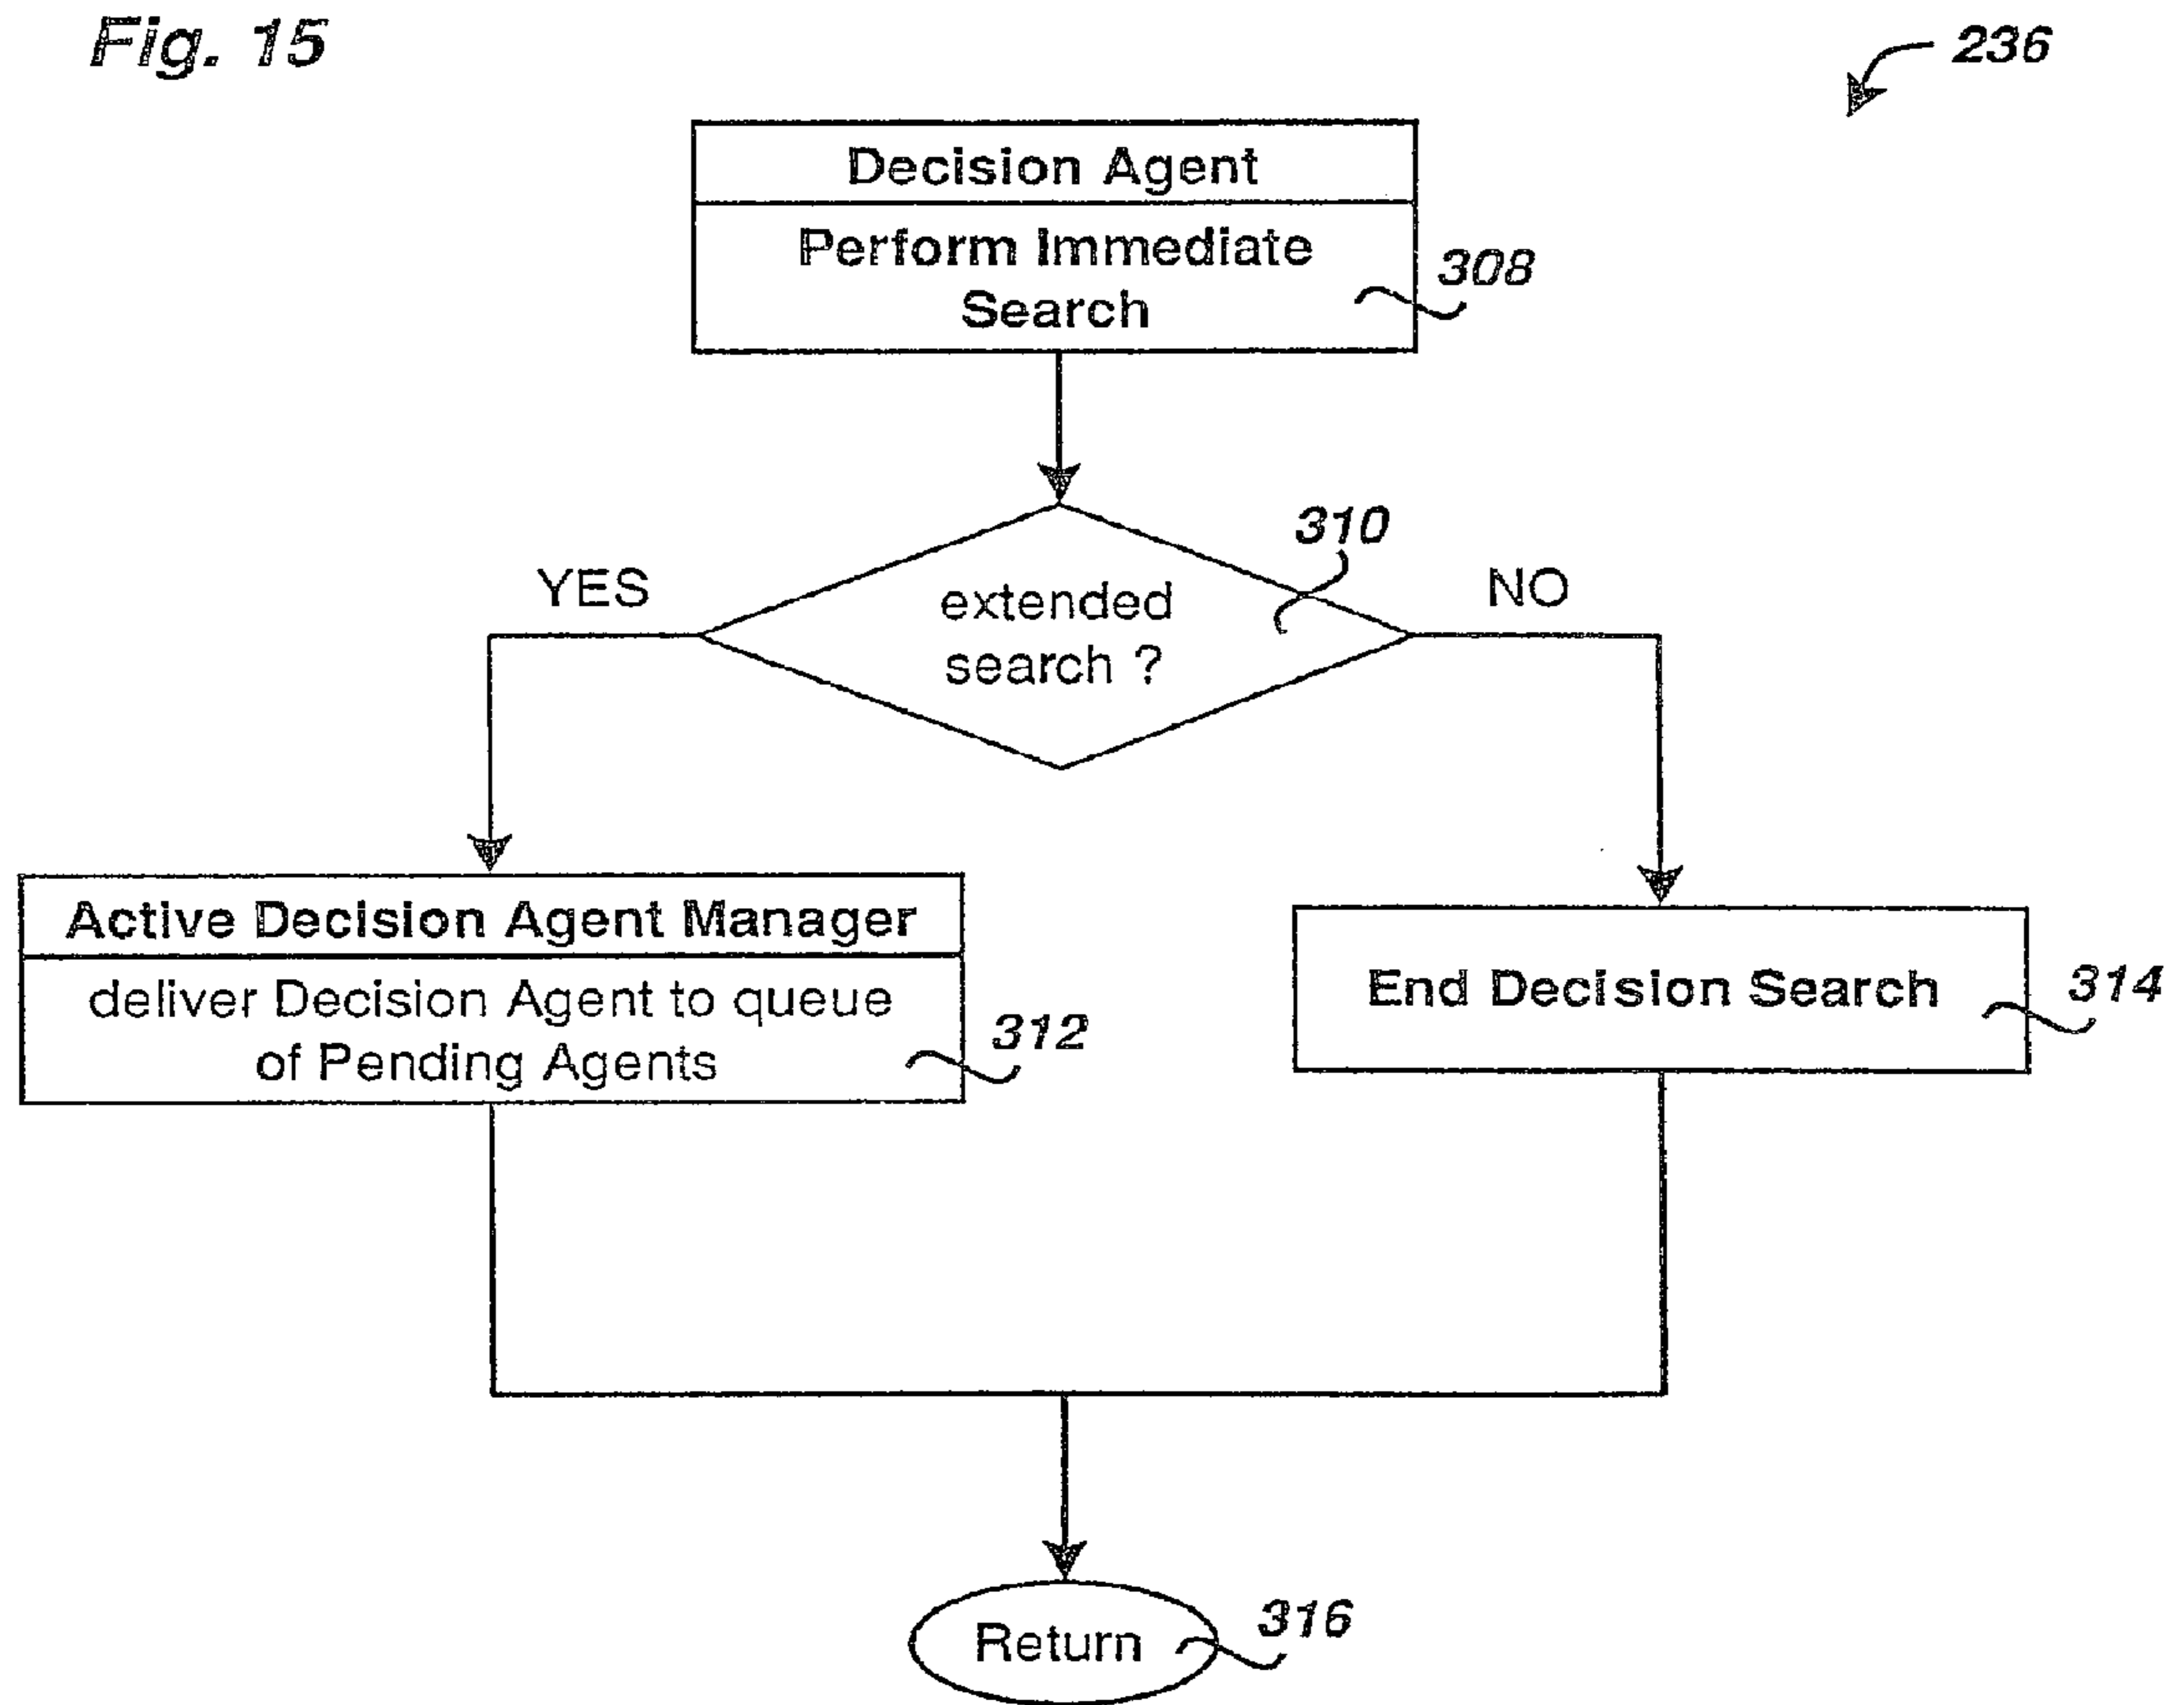 Fig. 15
236
Decision Agent
Perform Immediate
Search
308
310
YES
extended
search ?
NO
Active Decision Agent Manager
deliver Decision Agent to queue
of Pending Agents
312
End Decision Search
314
Return
316